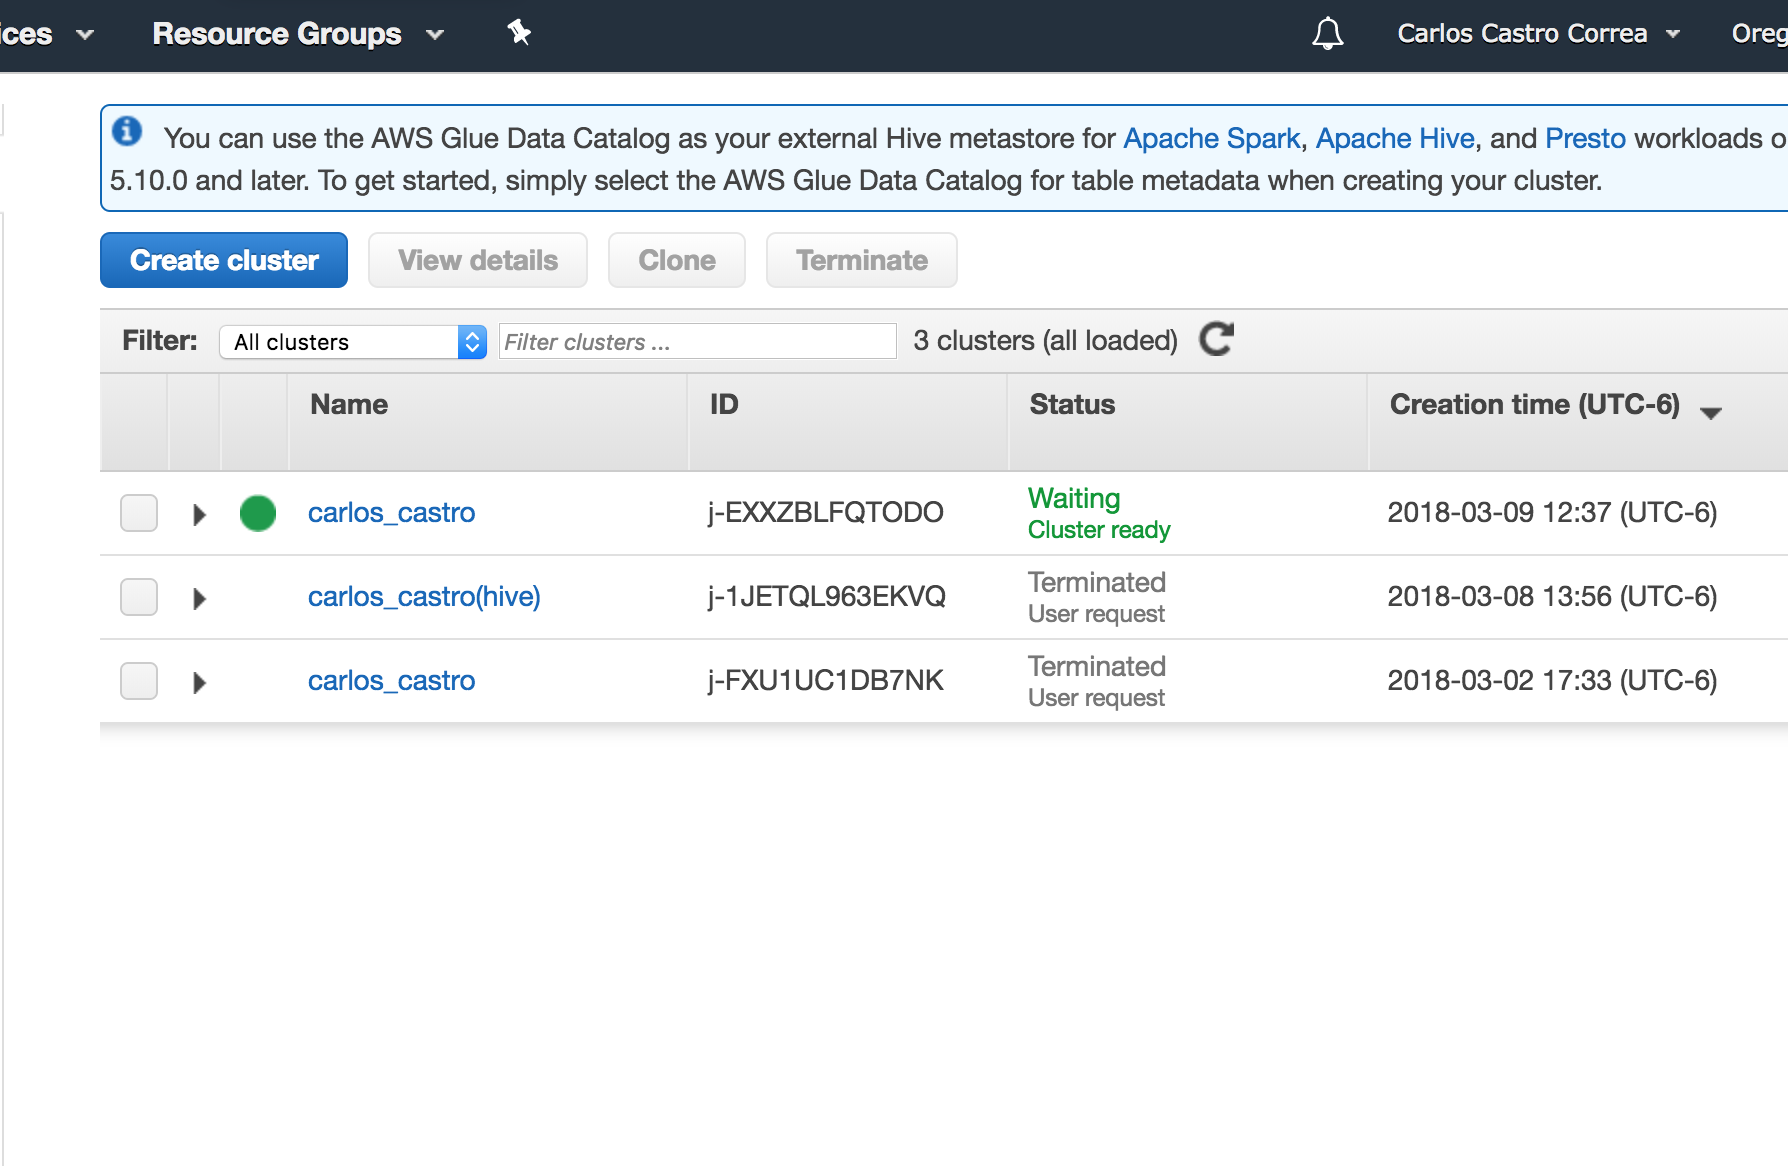 ices Resource Groups Carlos Castro Correa Oreg
You can use the AWS Glue Data Catalog as your external Hive metastore for Apache Spark, Apache Hive, and Presto workloads o
5.10.0 and later. To get started, simply select the AWS Glue Data Catalog for table metadata when creating your cluster.
Create cluster View details Clone Terminate
Filter: All clusters Filter clusters ... 3 clusters (all loaded)
Name ID Status Creation time (UTC-6)
carlos_castro j-EXXZBLFQTODO Waiting 2018-03-09 12:37 (UTC-6)
Cluster ready
carlos_castro(hive) j-1JETQL963EKVQ Terminated 2018-03-08 13:56 (UTC-6)
User request
carlos_castro j-FXU1UC1DB7NK Terminated 2018-03-02 17:33 (UTC-6)
User request